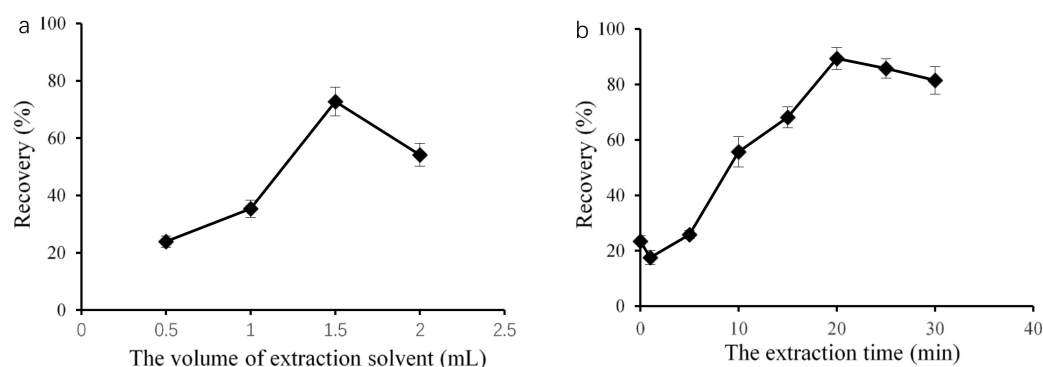 a
100
80
60
40
20
0
Recovery (%)
0 0.5 1 1.5 2 2.5
The volume of extraction solvent (mL)
b
100
80
60
40
20
0
Recovery (%)
0 10 20 30 40
The extraction time (min)